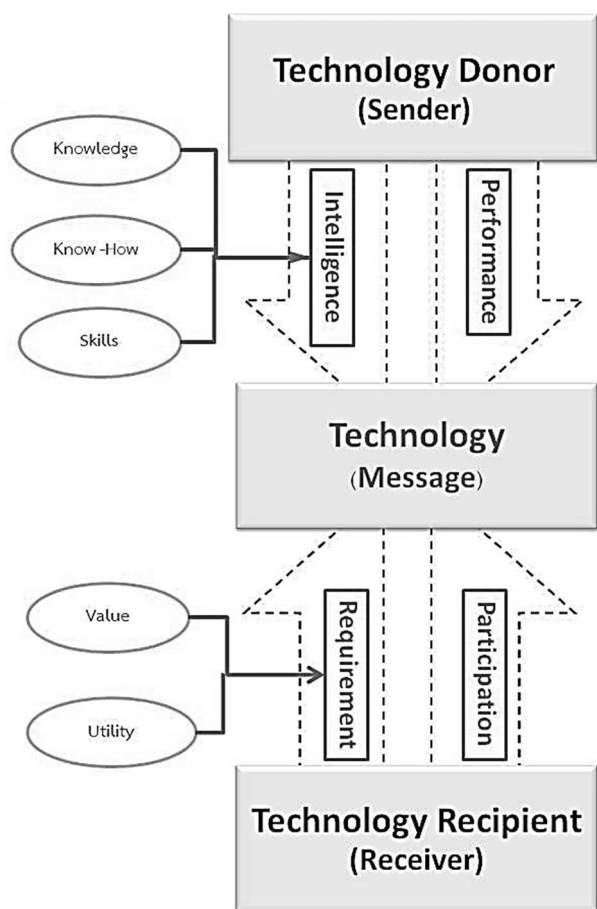 Technology Donor
(Sender)
Knowledge
Know-How
Skills
Intelligence
Performance
Technology
(Message)
Value
Utility
Requirement
Participation
Technology Recipient
(Receiver)